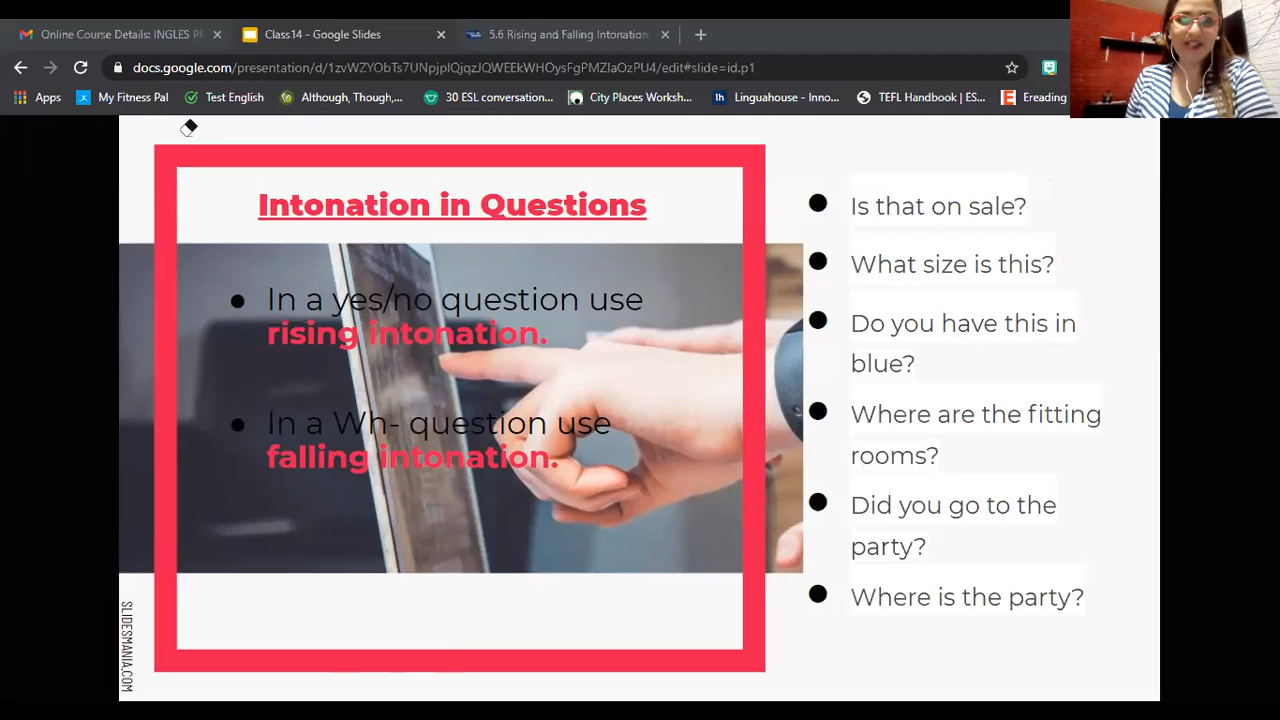 Online Course Details: INGLES PR
Class14 - Google Slides
5.6 Rising and Falling Intonation.
docs.google.com/presentation/d/1zvWZYObTs7UNpjpIQjqzJQWEEkWHOysFgPMZlaOzPU4/edit#slide=id.p1
Apps
My Fitness Pal
Test English
Although, Though,...
30 ESL conversation...
City Places Worksh...
lh
Linguahouse - Inno...
TEFL Handbook | ES...
E
Ereading
Intonation in Questions
● In a yes/no question use
rising intonation.
● In a Wh- question use
falling intonation.
SLIDESMANIA.COM
● Is that on sale?
● What size is this?
● Do you have this in
blue?
● Where are the fitting
rooms?
● Did you go to the
party?
● Where is the party?